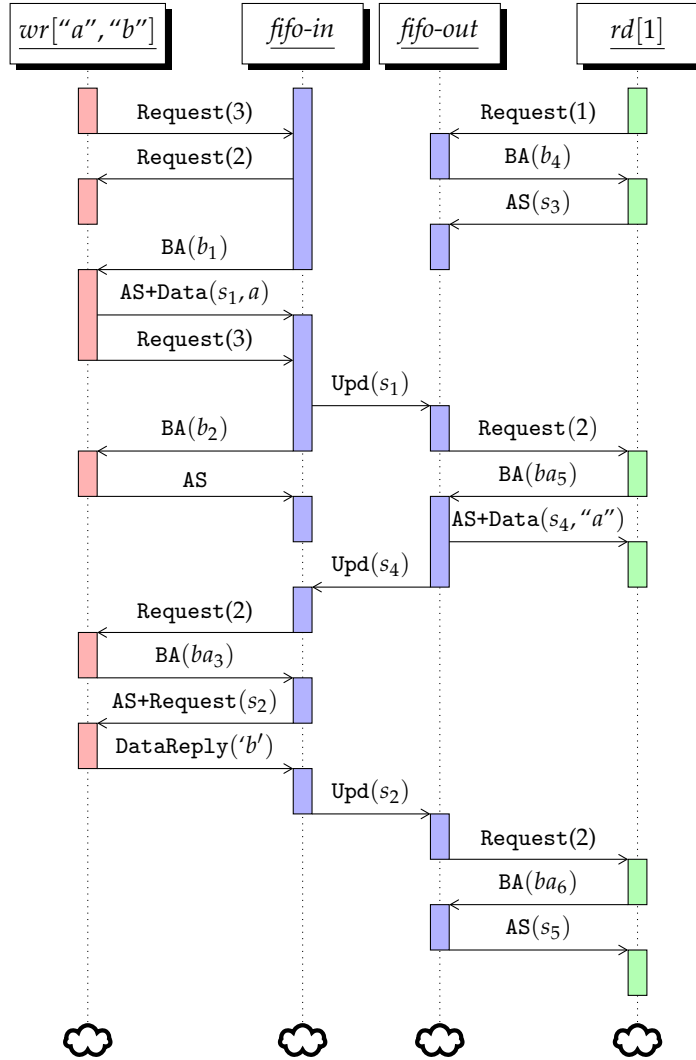 wr["a", "b"] fifo-in fifo-out rd[1]
Request(3) Request(1)
Request(2) BA(b₄)
AS(s₃)
BA(b₁)
AS+Data(s₁, a)
Request(3)
Upd(s₁)
BA(b₂) Request(2)
AS BA(ba₅)
AS+Data(s₄, "a")
Upd(s₄)
Request(2)
BA(ba₃)
AS+Request(s₂)
DataReply('b′)
Upd(s₂)
Request(2)
BA(ba₆)
AS(s₅)